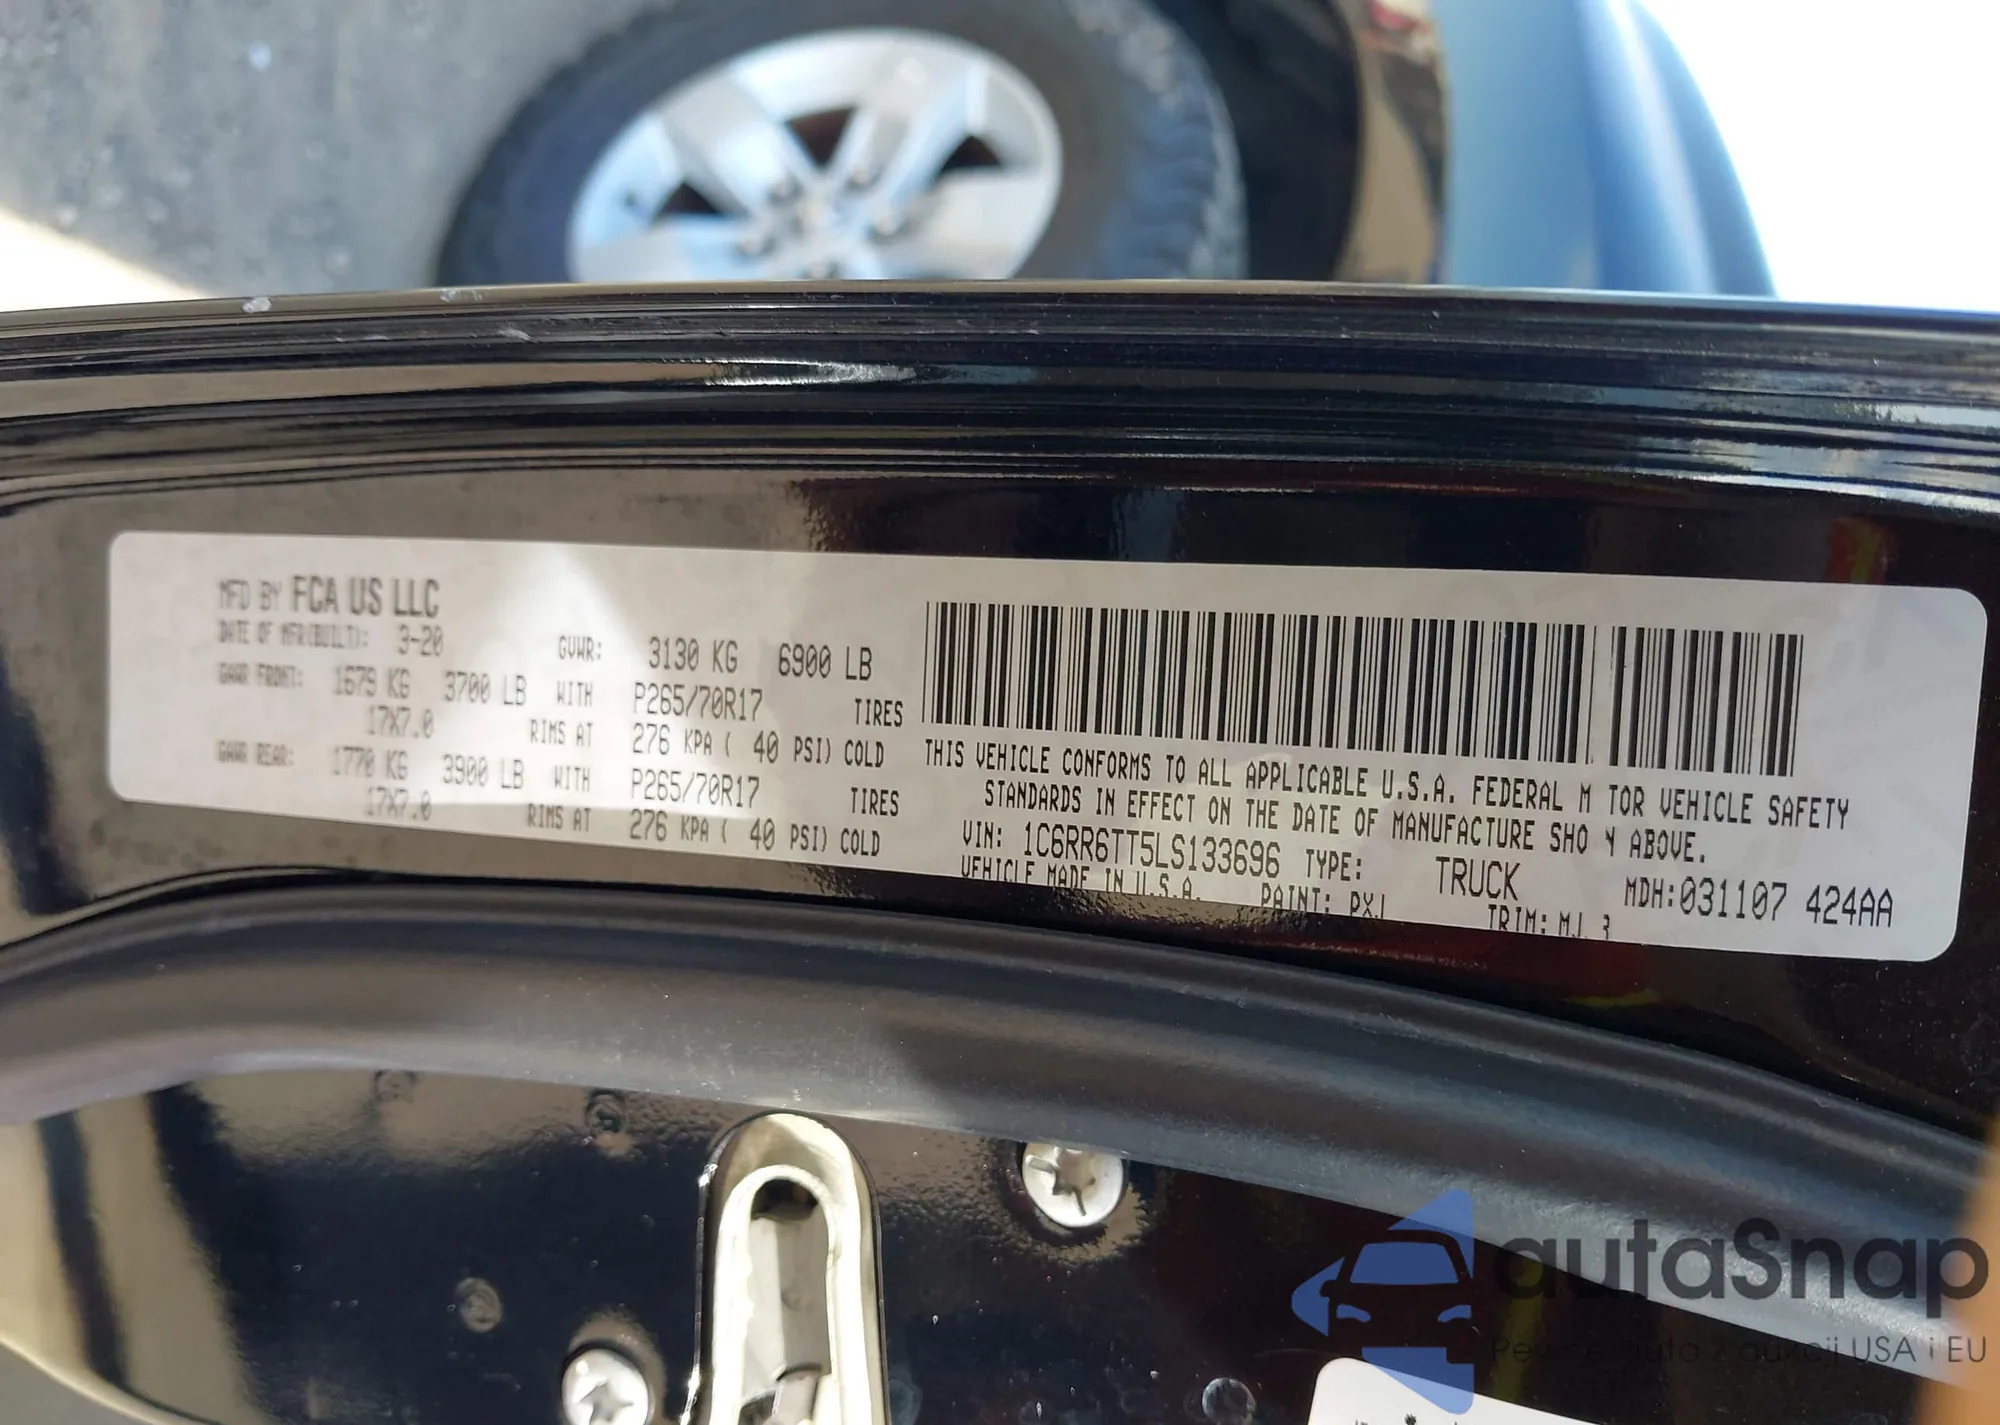 MFD BY FCA US LLC
DATE OF MFR(BUILT): 3-20
GVWR: 3130 KG 6900 LB
GAWR FRONT: 1679 KG 3700 LB WITH P265/70R17 TIRES
17X7.0 RIMS AT 276 KPA ( 40 PSI) COLD
GAWR REAR: 1770 KG 3900 LB WITH P265/70R17 TIRES
17X7.0 RIMS AT 276 KPA ( 40 PSI) COLD
THIS VEHICLE CONFORMS TO ALL APPLICABLE U.S.A. FEDERAL M TOR VEHICLE SAFETY
STANDARDS IN EFFECT ON THE DATE OF MANUFACTURE SHO N ABOVE.
VIN: 1C6RR6TT5LS133696 TYPE: TRUCK MDH:031107 424AA
VEHICLE MADE IN U.S.A. PAINT: PXJ TRIM:
autaSnap
auta z aukcji USA i EU